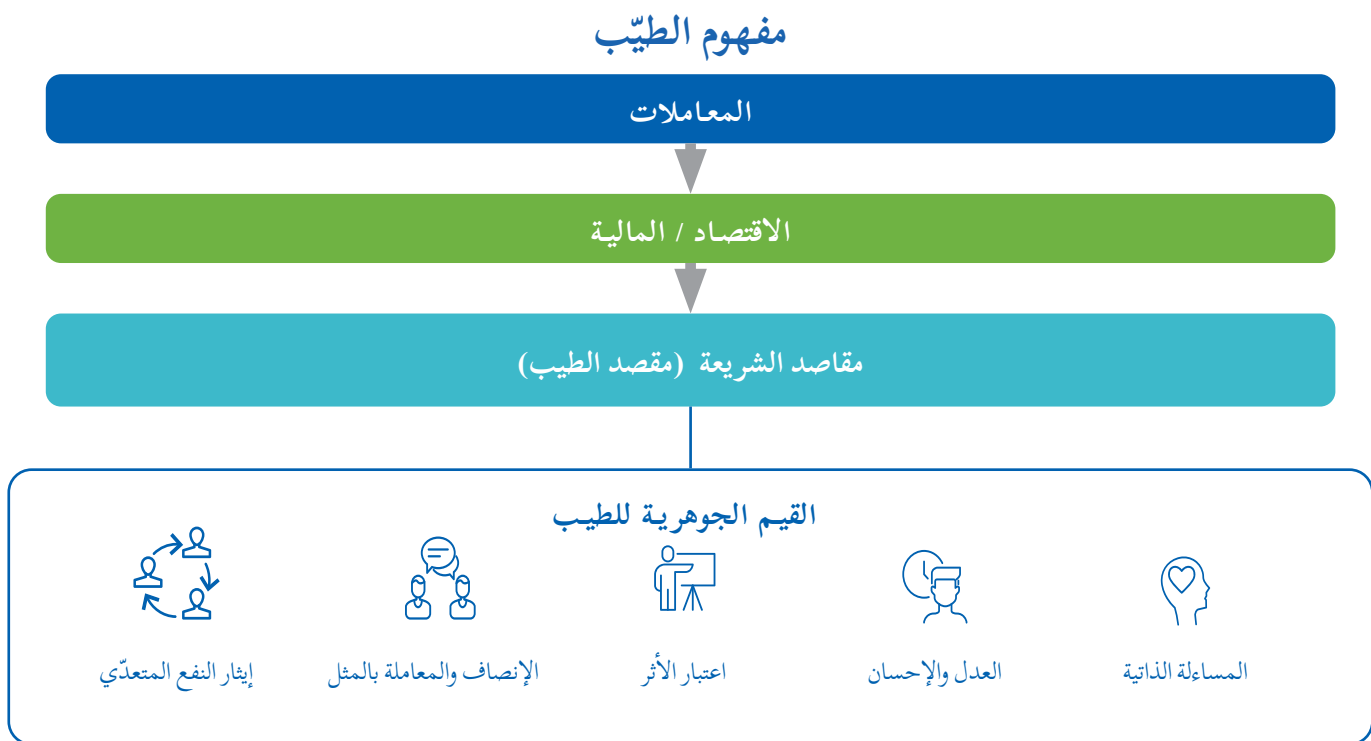 مفهوم الطيّب
المعاملات
الاقتصاد / المالية
مقاصد الشريعة (مقصد الطيب)
القيم الجوهرية للطيب
المساءلة الذاتية
العدل والإحسان
اعتبار الأثر
الإنصاف والمعاملة بالمثل
إيثار النفع المتعدّي